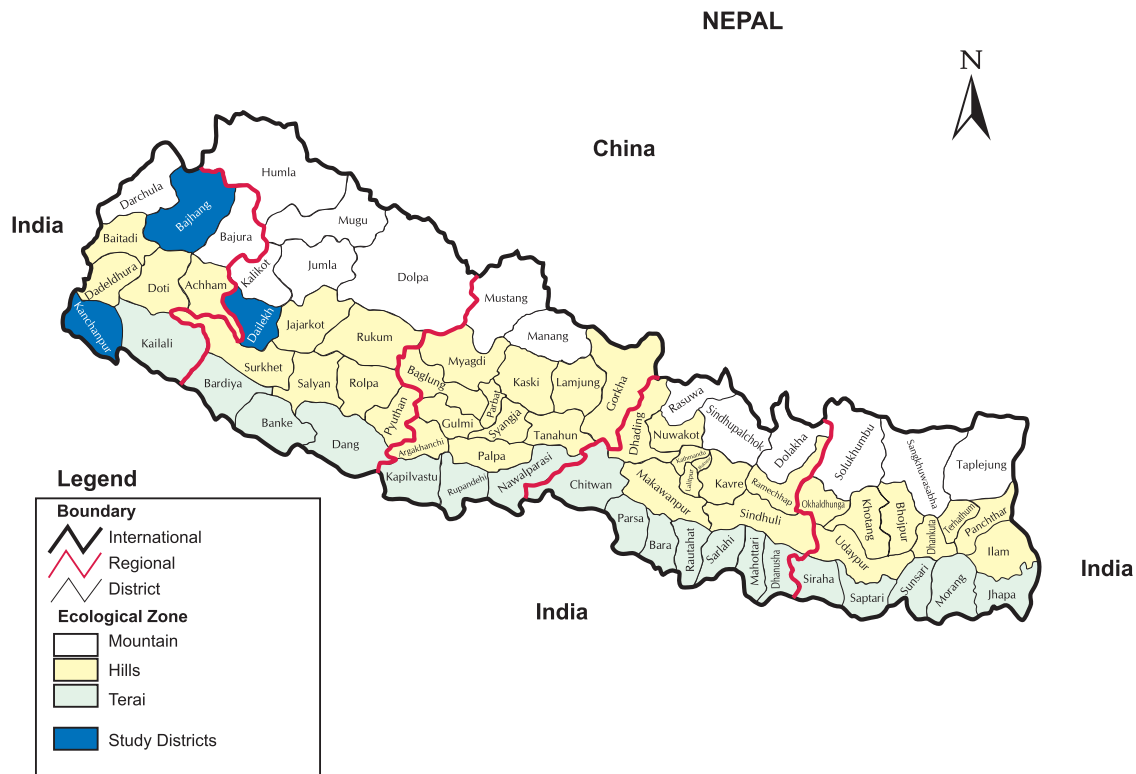 NEPAL
N
China
India
Humla
Darchula
Bajhang
Mugu
Baitadi
Bajura
Jumla
Kalikot
Dolpa
Dadeldhura
Doti
Achham
Mustang
Kanchanpur
Dailekh
Jajarkot
Rukum
Manang
Kailali
Surkhet
Myagdi
Baglung
Kaski
Lamjung
Gorkha
Bardiya
Salyan
Rolpa
Parbat
Rasuwa
Sindhupalchok
Pyuthan
Gulmi
Syangja
Tanahun
Dhading
Nuwakot
Dolakha
Solukhumbu
Sangkhuwasabha
Taplejung
Banke
Dang
Argakhanchi
Palpa
Kathmandu
Kapilvastu
Rupandehi
Nawalparasi
Chitwan
Makawanpur
Lalitpur
Kavre
Ramechhap
Okhaldhunga
Khotang
Bhojpur
Dhankuta
Terhathum
Panchthar
Parsa
Bara
Rautahat
Sarlahi
Sindhuli
Mahottari
Dhanusha
Udaypur
Ilam
Siraha
Saptari
Sunsari
Morang
Jhapa
India
India
Legend
Boundary
International
Regional
District
Ecological Zone
Mountain
Hills
Terai
Study Districts